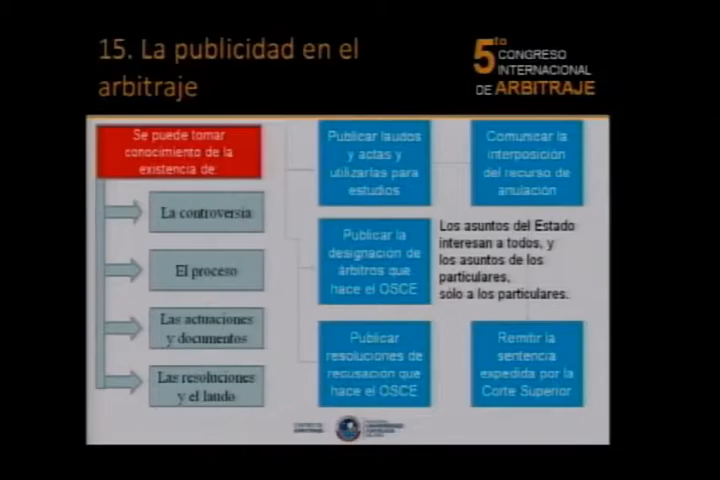 15. La publicidad en el
arbitraje
5to
CONGRESO
INTERNACIONAL
DE ARBITRAJE
Se puede tomar
conocimiento de la
existencia de:
La controversia
El proceso
Las actuaciones
y documentos
Las resoluciones
y el laudo
Publicar laudos
y actas y
utilizarlas para
estudios
Publicar la
designación de
árbitros que
hace el OSCE
Publicar
resoluciones de
recusación que
hace el OSCE
Comunicar la
interposición
del recurso de
anulación
Los asuntos del Estado
interesan a todos, y
los asuntos de los
particulares,
sólo a los particulares.
Remitir la
sentencia
expedida por la
Corte Superior